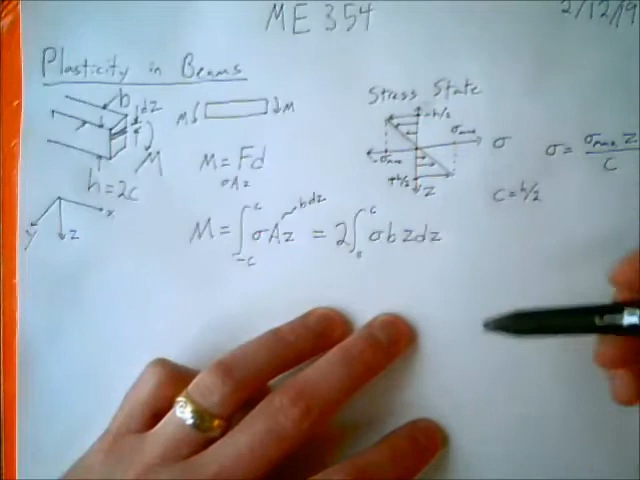 ME 354
2/12/19
Plasticity in Beams
b
dz
M
h = 2c
x
y
z
M
M
M = Fd
σAz
Stress State
-h/2
σmax
-σmax
σ
+h/2
z
σ = σmax z / c
c = h/2
M = ∫_{-c}^{c} σAz = 2∫_{0}^{c} σ b z dz
bdz